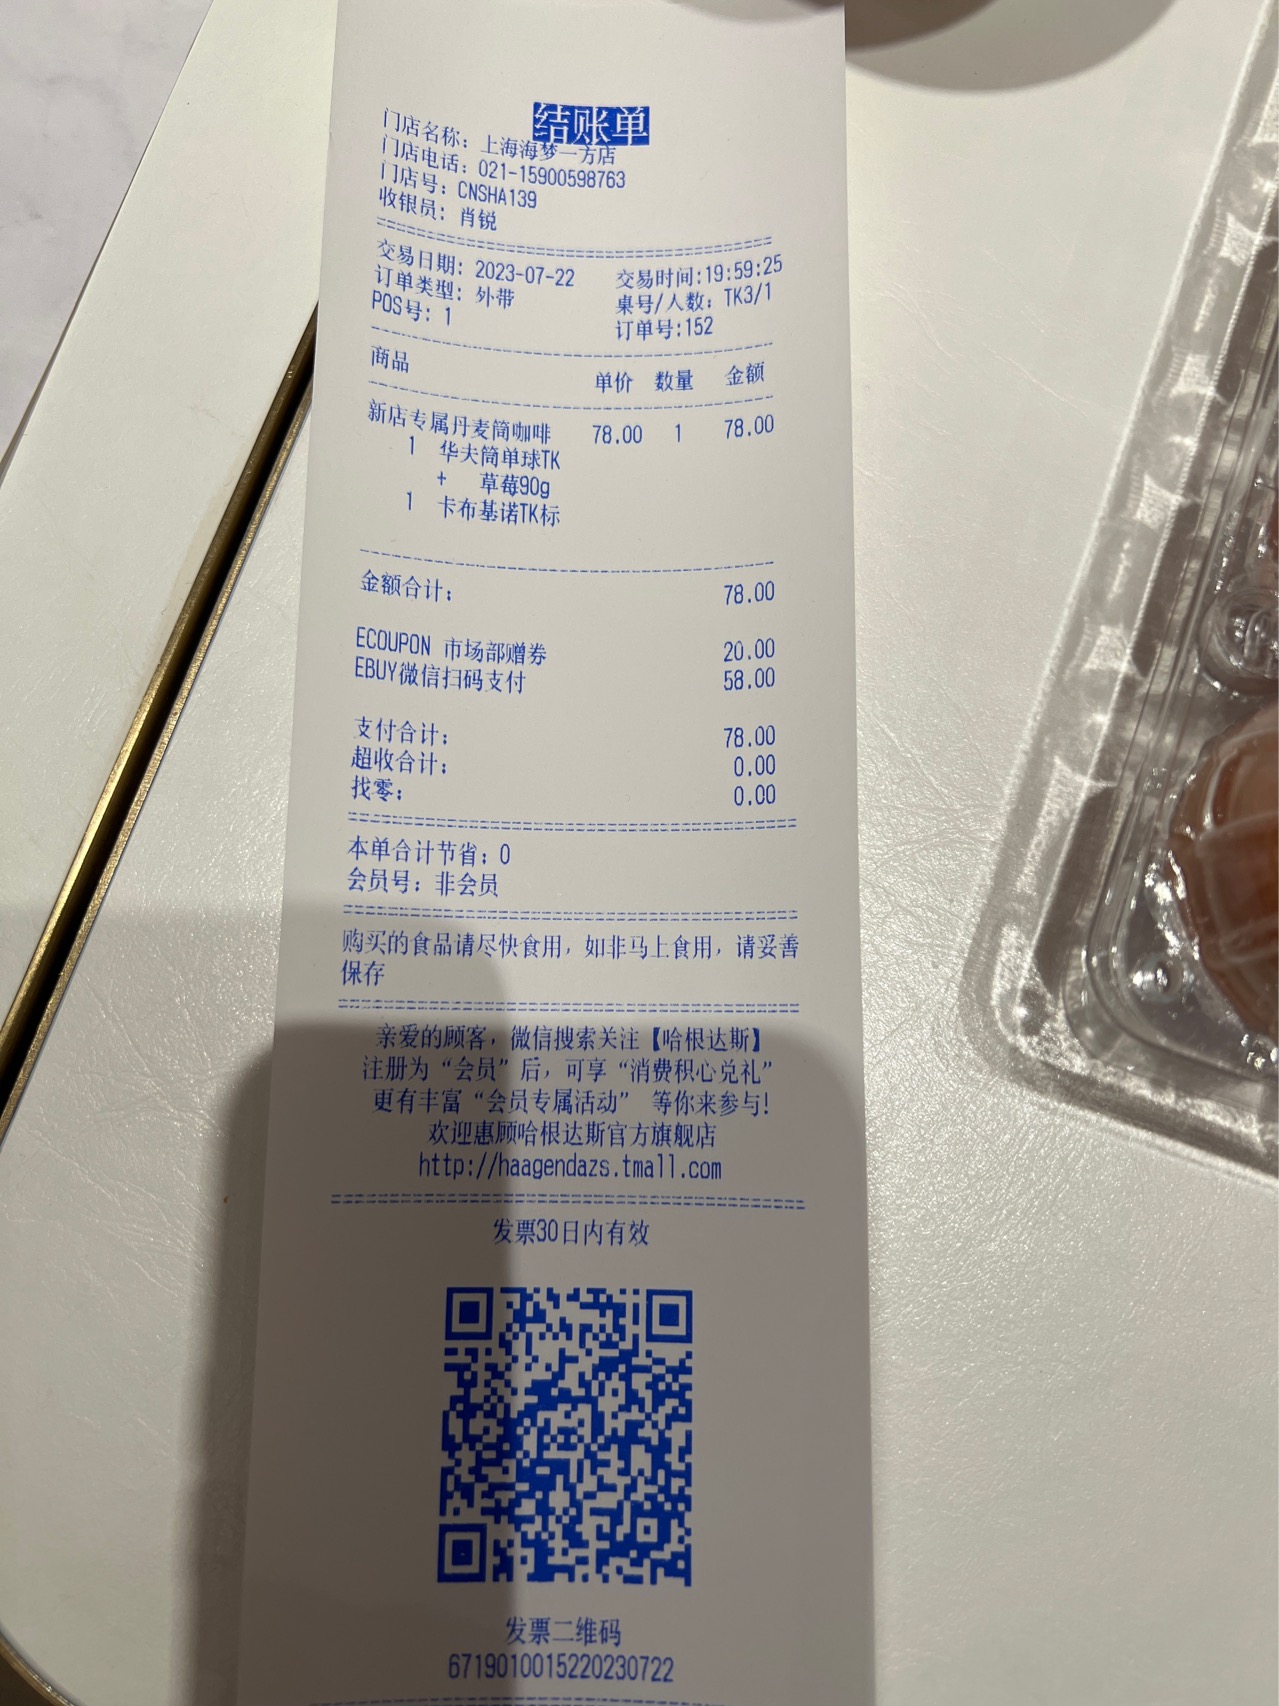 结账单
门店名称：上海海梦一方店
门店电话：021-15900598763
门店号：CNSHA139
收银员：肖锐
交易日期：2023-07-22 交易时间:19:59:25
订单类型：外带 桌号/人数：TK3/1
POS号：1 订单号:152
商品 单价 数量 金额
新店专属丹麦筒咖啡 78.00 1 78.00
1 华夫筒单球TK
+ 草莓90g
1 卡布基诺TK标
金额合计： 78.00
ECOUPON 市场部赠券 20.00
EBUY微信扫码支付 58.00
支付合计： 78.00
超收合计： 0.00
找零： 0.00
本单合计节省：0
会员号：非会员
购买的食品请尽快食用，如非马上食用，请妥善
保存
亲爱的顾客，微信搜索关注【哈根达斯】
注册为“会员”后，可享“消费积心兑礼”
更有丰富“会员专属活动” 等你来参与!
欢迎惠顾哈根达斯官方旗舰店
http://haagendazs.tmall.com
发票30日内有效
发票二维码
67190100152202​30722